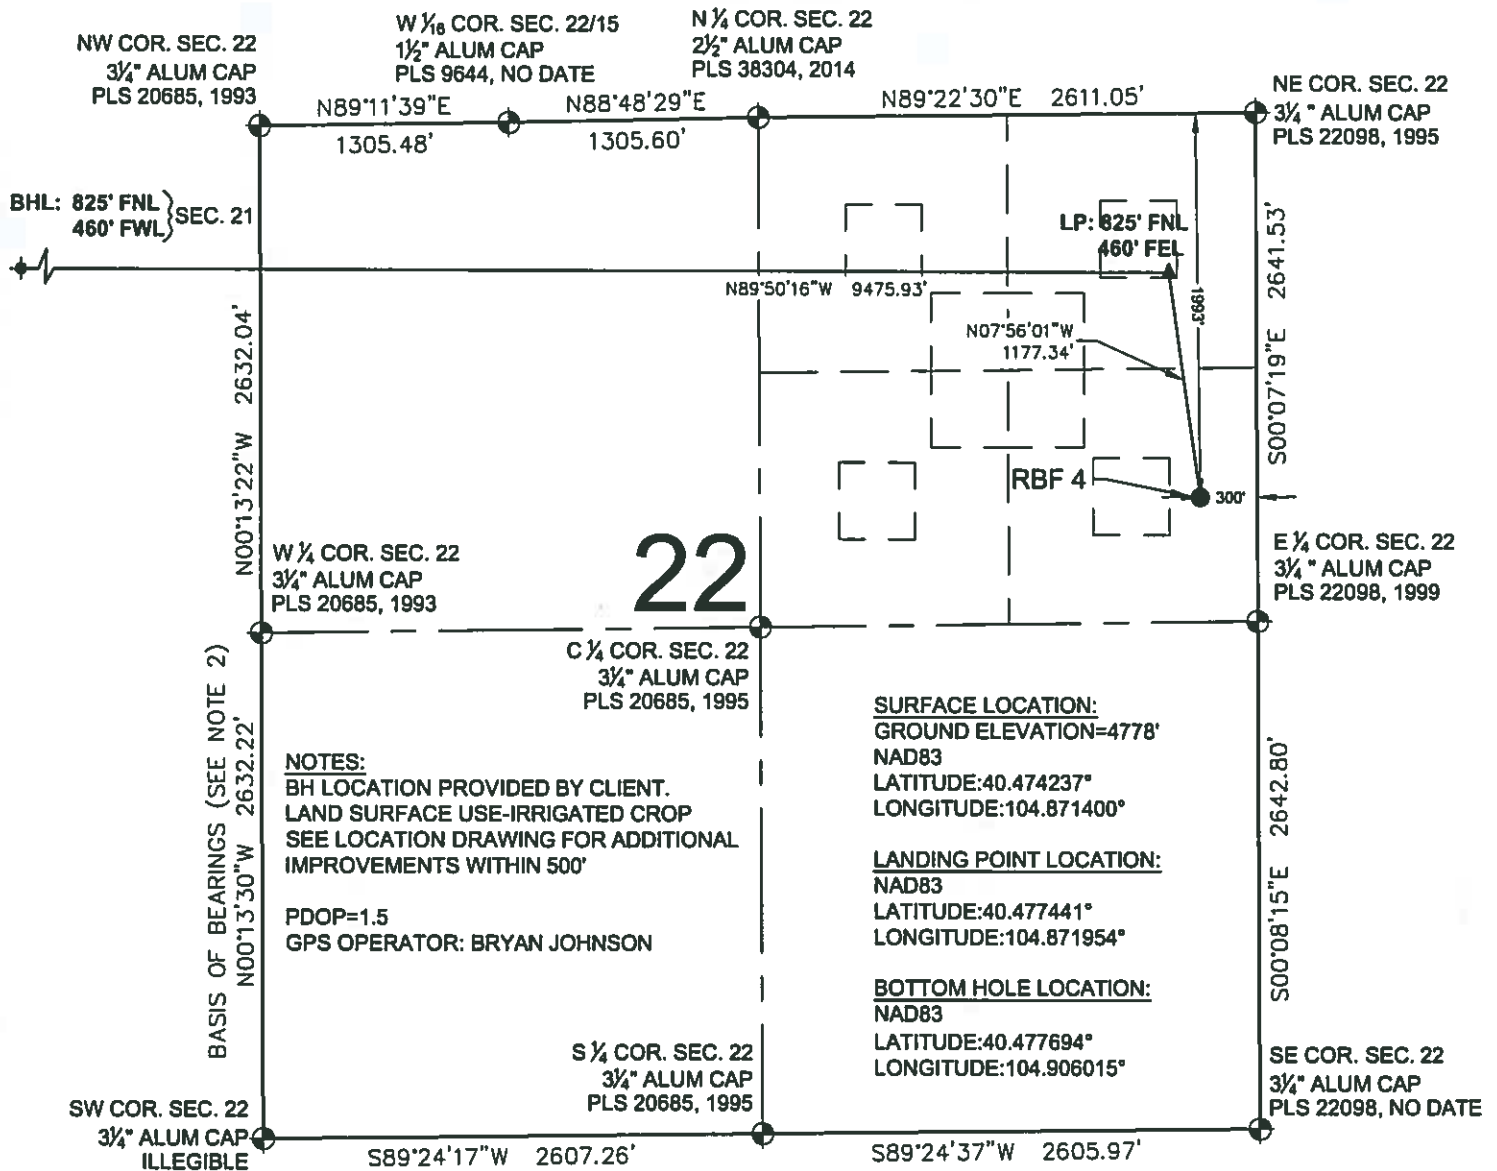 NW COR. SEC. 22
3¼" ALUM CAP
PLS 20685, 1993
W 1⁄16 COR. SEC. 22/15
1½" ALUM CAP
PLS 9644, NO DATE
N ¼ COR. SEC. 22
2½" ALUM CAP
PLS 38304, 2014
NE COR. SEC. 22
3¼" ALUM CAP
PLS 22098, 1995
N89°11'39"E
1305.48'
N88°48'29"E
1305.60'
N89°22'30"E 2611.05'
BHL: 825' FNL
460' FWL
SEC. 21
LP: 825' FNL
460' FEL
N89°50'16"W 9475.93'
N07°56'01"W
1177.34'
1993'
S00°07'19"E 2641.53'
N00°13'22"W 2632.04'
RBF 4
300'
W ¼ COR. SEC. 22
3¼" ALUM CAP
PLS 20685, 1993
22
E ¼ COR. SEC. 22
3¼" ALUM CAP
PLS 22098, 1999
C ¼ COR. SEC. 22
3¼" ALUM CAP
PLS 20685, 1995
BASIS OF BEARINGS (SEE NOTE 2)
N00°13'30"W 2632.22'
NOTES:
BH LOCATION PROVIDED BY CLIENT.
LAND SURFACE USE-IRRIGATED CROP
SEE LOCATION DRAWING FOR ADDITIONAL
IMPROVEMENTS WITHIN 500'
PDOP=1.5
GPS OPERATOR: BRYAN JOHNSON
SURFACE LOCATION:
GROUND ELEVATION=4778'
NAD83
LATITUDE:40.474237°
LONGITUDE:104.871400°
LANDING POINT LOCATION:
NAD83
LATITUDE:40.477441°
LONGITUDE:104.871954°
BOTTOM HOLE LOCATION:
NAD83
LATITUDE:40.477694°
LONGITUDE:104.906015°
S00°08'15"E 2642.80'
S ¼ COR. SEC. 22
3¼" ALUM CAP
PLS 20685, 1995
SE COR. SEC. 22
3¼" ALUM CAP
PLS 22098, NO DATE
SW COR. SEC. 22
3¼" ALUM CAP
ILLEGIBLE
S89°24'17"W 2607.26'
S89°24'37"W 2605.97'